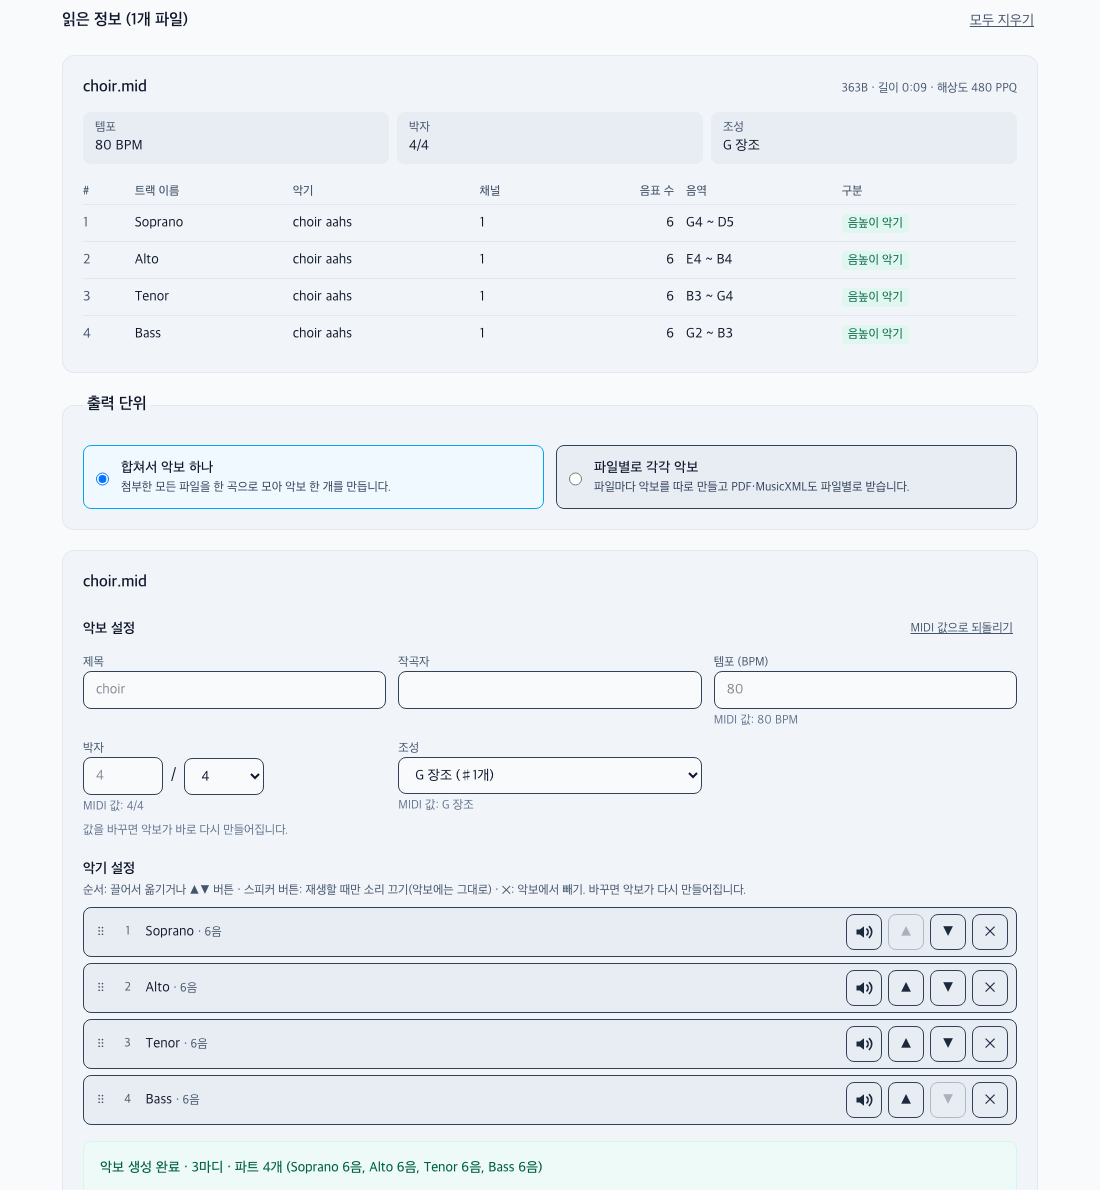 읽은 정보 (1개 파일) 모두 지우기
choir.mid 363B · 길이 0:09 · 해상도 480 PPQ
템포 박자 조성
80 BPM 4/4 G 장조
# 트랙 이름 악기 채널 음표 수 음역 구분
1 Soprano choir aahs 1 6 G4 ~ D5 음높이 악기
2 Alto choir aahs 1 6 E4 ~ B4 음높이 악기
3 Tenor choir aahs 1 6 B3 ~ G4 음높이 악기
4 Bass choir aahs 1 6 G2 ~ B3 음높이 악기
출력 단위
합쳐서 악보 하나
첨부한 모든 파일을 한 곡으로 모아 악보 한 개를 만듭니다.
파일별로 각각 악보
파일마다 악보를 따로 만들고 PDF·MusicXML도 파일별로 받습니다.
choir.mid
악보 설정 MIDI 값으로 되돌리기
제목 작곡자 템포 (BPM)
choir 80
MIDI 값: 80 BPM
박자 조성
4 / 4 G 장조 (♯1개)
MIDI 값: 4/4 MIDI 값: G 장조
값을 바꾸면 악보가 바로 다시 만들어집니다.
악기 설정
순서: 끌어서 옮기거나 ▲▼ 버튼 · 스피커 버튼: 재생할 때만 소리 끄기(악보에는 그대로) · ×: 악보에서 빼기. 바꾸면 악보가 다시 만들어집니다.
⠿ 1 Soprano · 6음 ▲ ▼ ×
⠿ 2 Alto · 6음 ▲ ▼ ×
⠿ 3 Tenor · 6음 ▲ ▼ ×
⠿ 4 Bass · 6음 ▲ ▼ ×
악보 생성 완료 · 3마디 · 파트 4개 (Soprano 6음, Alto 6음, Tenor 6음, Bass 6음)